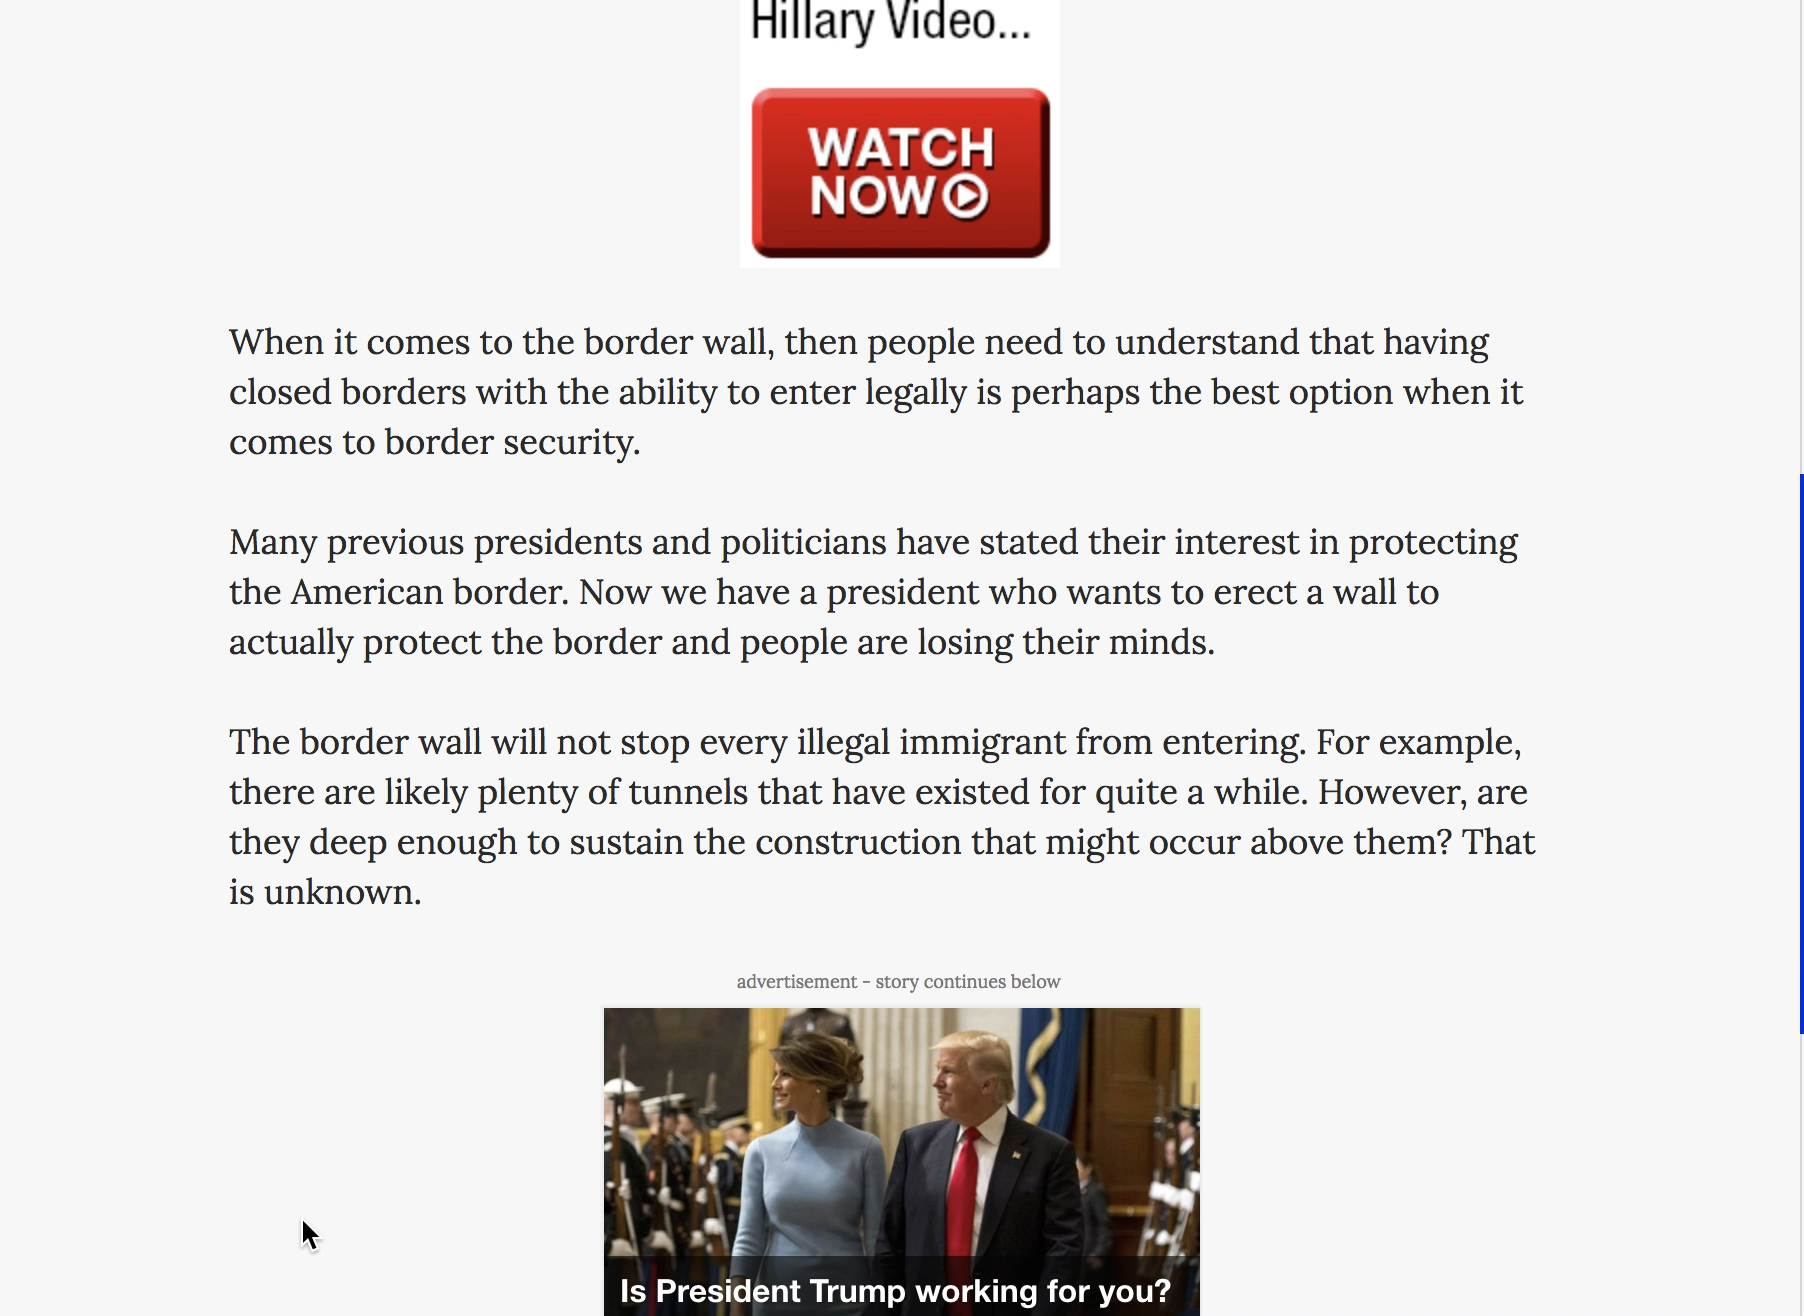 Hillary Video...
WATCH
NOW
When it comes to the border wall, then people need to understand that having
closed borders with the ability to enter legally is perhaps the best option when it
comes to border security.
Many previous presidents and politicians have stated their interest in protecting
the American border. Now we have a president who wants to erect a wall to
actually protect the border and people are losing their minds.
The border wall will not stop every illegal immigrant from entering. For example,
there are likely plenty of tunnels that have existed for quite a while. However, are
they deep enough to sustain the construction that might occur above them? That
is unknown.
advertisement - story continues below
Is President Trump working for you?